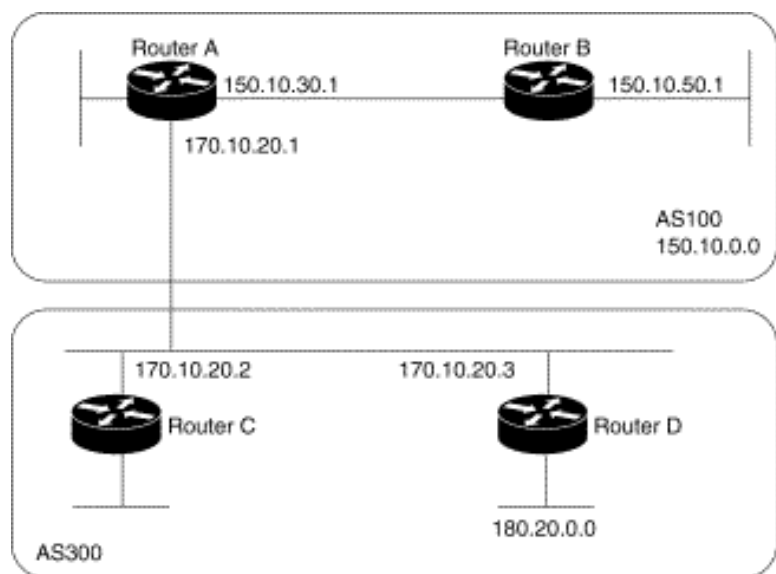 Router A
Router B
150.10.30.1
150.10.50.1
170.10.20.1
AS100
150.10.0.0
170.10.20.2
170.10.20.3
Router C
Router D
180.20.0.0
AS300